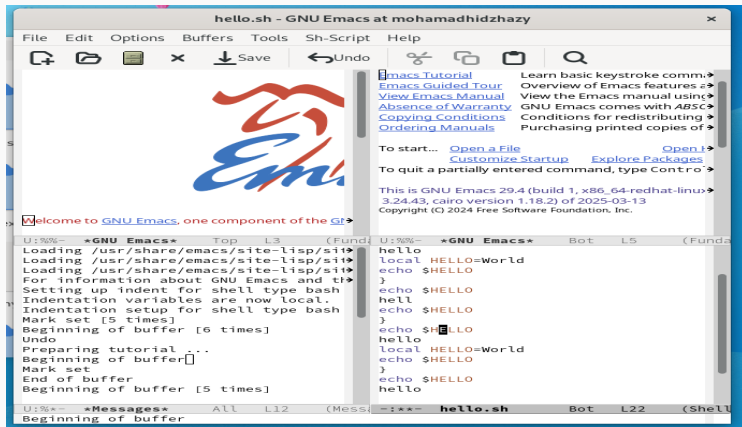 hello.sh - GNU Emacs at mohamadhidzhazy
File Edit Options Buffers Tools Sh-Script Help
Save Undo
Emacs
Welcome to GNU Emacs, one component of the
U:%%- *GNU Emacs* Top L3 (Funda
Emacs Tutorial Learn basic keystroke comm
Emacs Guided Tour Overview of Emacs features
View Emacs Manual View the Emacs manual using
Absence of Warranty GNU Emacs comes with ABSO
Copying Conditions Conditions for redistributing
Ordering Manuals Purchasing printed copies of
To start... Open a File Open
Customize Startup Explore Packages
To quit a partially entered command, type Contro
This is GNU Emacs 29.4 (build 1, x86_64-redhat-linux
3.24.43, cairo version 1.18.2) of 2025-03-13
Copyright (C) 2024 Free Software Foundation, Inc.
U:%%- *GNU Emacs* Bot L5 (Funda
Loading /usr/share/emacs/site-lisp/sit
Loading /usr/share/emacs/site-lisp/sit
Loading /usr/share/emacs/site-lisp/sit
For information about GNU Emacs and th
Setting up indent for shell type bash
Indentation variables are now local.
Indentation setup for shell type bash
Mark set [5 times]
Beginning of buffer [6 times]
Undo
Preparing tutorial ...
Beginning of buffer
Mark set
End of buffer
Beginning of buffer [5 times]
U:%*- *Messages* All L12 (Messa
hello
local HELLO=World
echo $HELLO
}
echo $HELLO
hell
echo $HELLO
}
echo $HELLO
hello
local HELLO=World
echo $HELLO
}
echo $HELLO
hello
-:**- hello.sh Bot L22 (Shell
Beginning of buffer